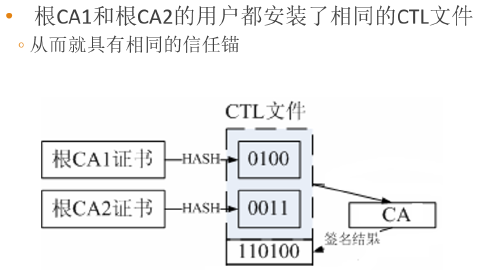 • 根CA1和根CA2的用户都安装了相同的CTL文件
◦ 从而就具有相同的信任锚
CTL文件
根CA1证书
HASH
0100
根CA2证书
HASH
0011
CA
签名结果
110100